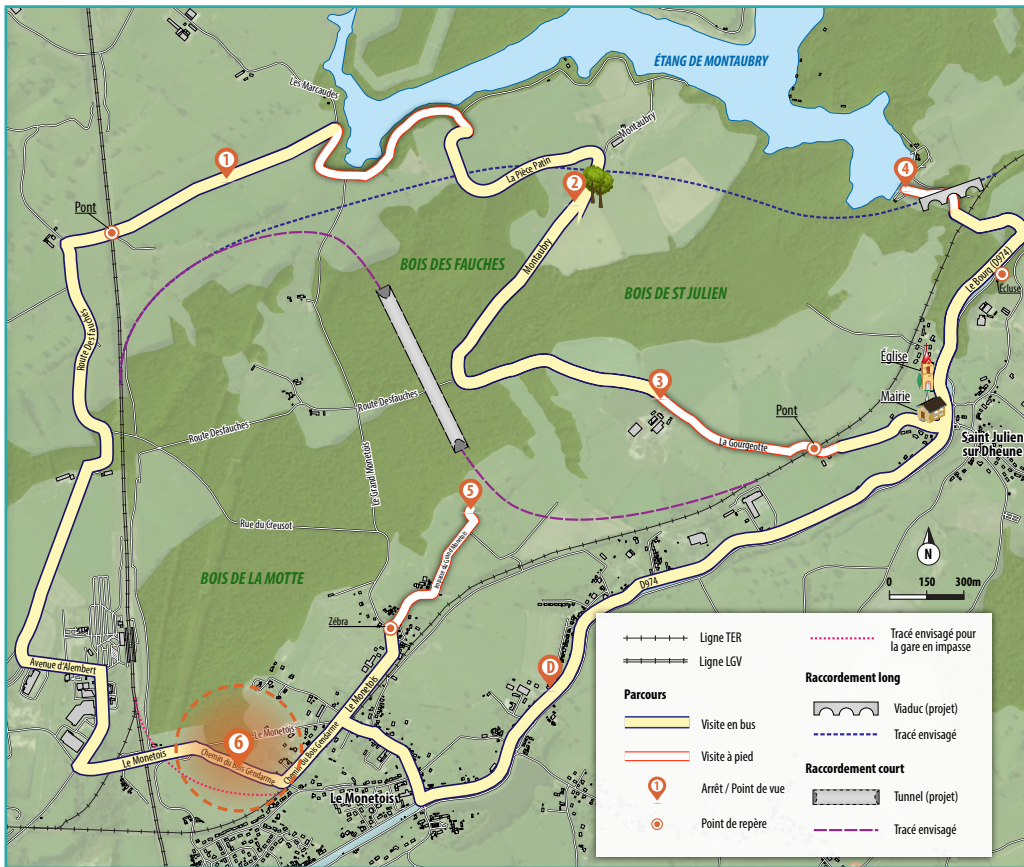 ÉTANG DE MONTAUBRY
Les Marcaudes
Montaubry
1
La Pièce Patin
4
2
Pont
BOIS DES FAUCHES
Montaubry
BOIS DE ST JULIEN
Le Bourg (D974)
Écluse
Route Desfauches
Église
3
Mairie
Route Desfauches
Pont
Route Desfauches
La Gourgeotte
Saint Julien
sur Dheune
Le Grand Monetois
5
Rue du Creusot
N
BOIS DE LA MOTTE
D974
0 150 300m
Zébra
Avenue d'Alembert
D
Le Monetois
Le Monetois
6
Chemin du Bois Gendarme
Le Monetois
Chemin du Bois Gendarme
Le Monetois
Ligne TER
Ligne LGV
Parcours
Visite en bus
Visite à pied
1
Arrêt / Point de vue
Point de repère
Tracé envisagé pour
la gare en impasse
Raccordement long
Viaduc (projet)
Tracé envisagé
Raccordement court
Tunnel (projet)
Tracé envisagé